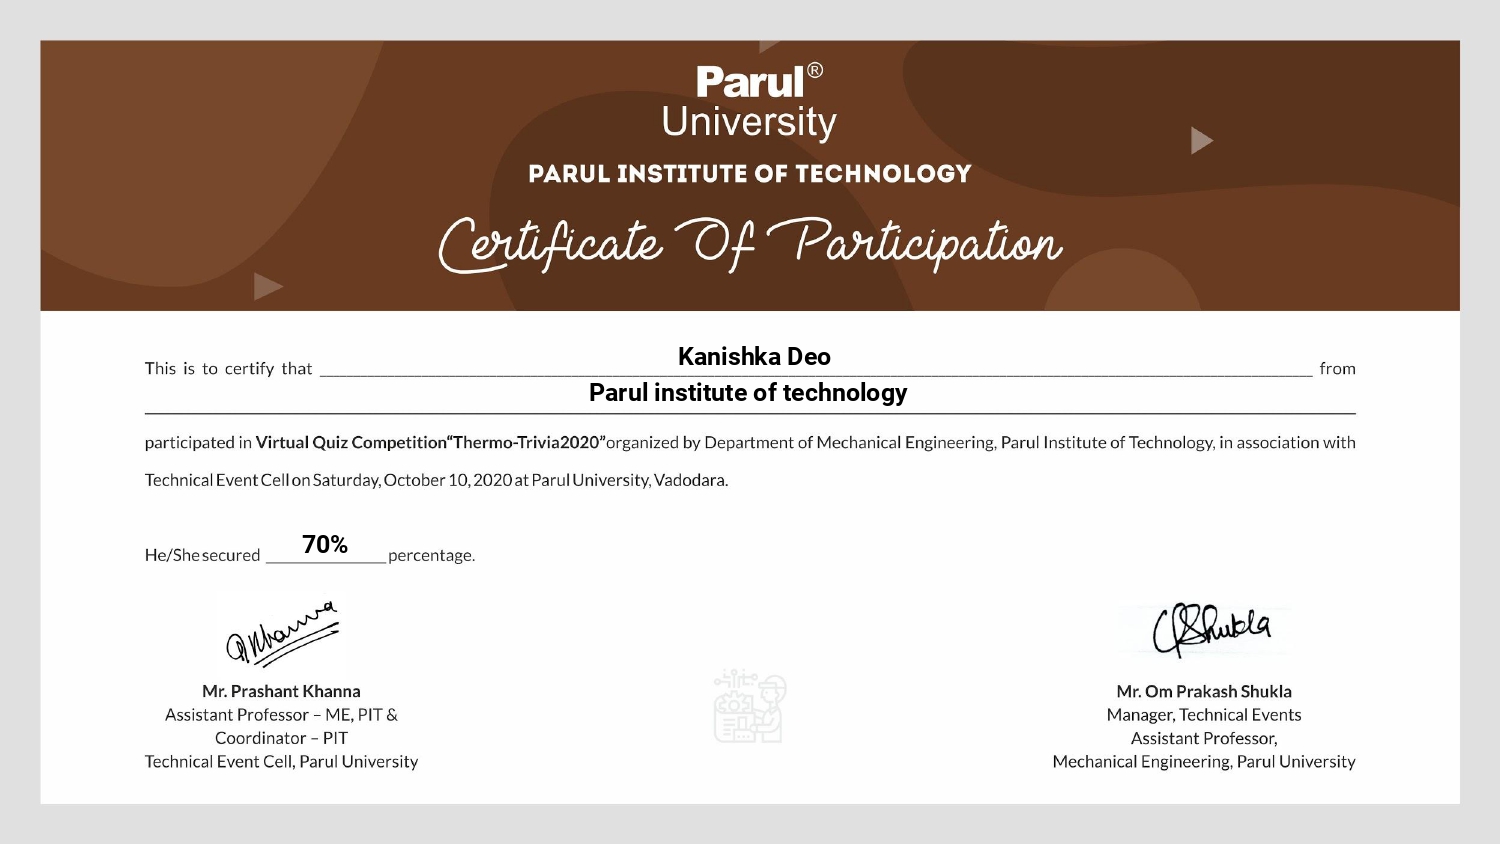 Parul®
University
PARUL INSTITUTE OF TECHNOLOGY
Certificate Of Participation
Kanishka Deo
This is to certify that from
Parul institute of technology
participated in Virtual Quiz Competition“Thermo-Trivia2020”organized by Department of Mechanical Engineering, Parul Institute of Technology, in association with
Technical Event Cell on Saturday, October 10, 2020 at Parul University, Vadodara.
He/She secured 70% percentage.
PKhanna
OPShukla
Mr. Prashant Khanna
Assistant Professor – ME, PIT &
Coordinator – PIT
Technical Event Cell, Parul University
Mr. Om Prakash Shukla
Manager, Technical Events
Assistant Professor,
Mechanical Engineering, Parul University